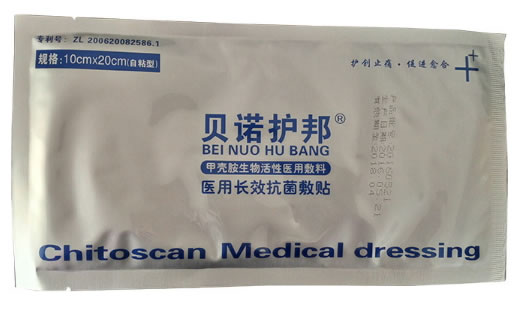 专利号: ZL 200620082586.1
规格:10cmx20cm(自粘型)
护创止痛·促进愈合
贝诺护邦®
BEI NUO HU BANG
甲壳胺生物活性医用敷料
医用长效抗菌敷贴
Chitoscan Medical dressing